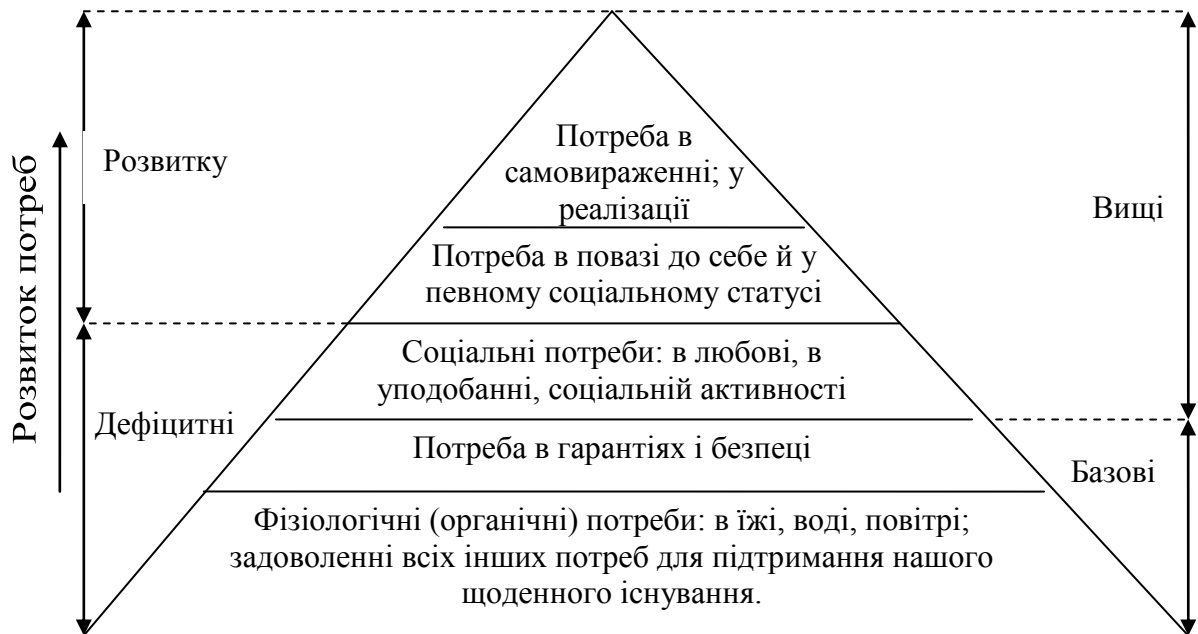 Розвиток потреб
Розвитку
Дефіцитні
Потреба в
самовираженні; у
реалізації
Потреба в повазі до себе й у
певному соціальному статусі
Соціальні потреби: в любові, в
уподобанні, соціальній активності
Потреба в гарантіях і безпеці
Фізіологічні (органічні) потреби: в їжі, воді, повітрі;
задоволенні всіх інших потреб для підтримання нашого
щоденного існування.
Вищі
Базові